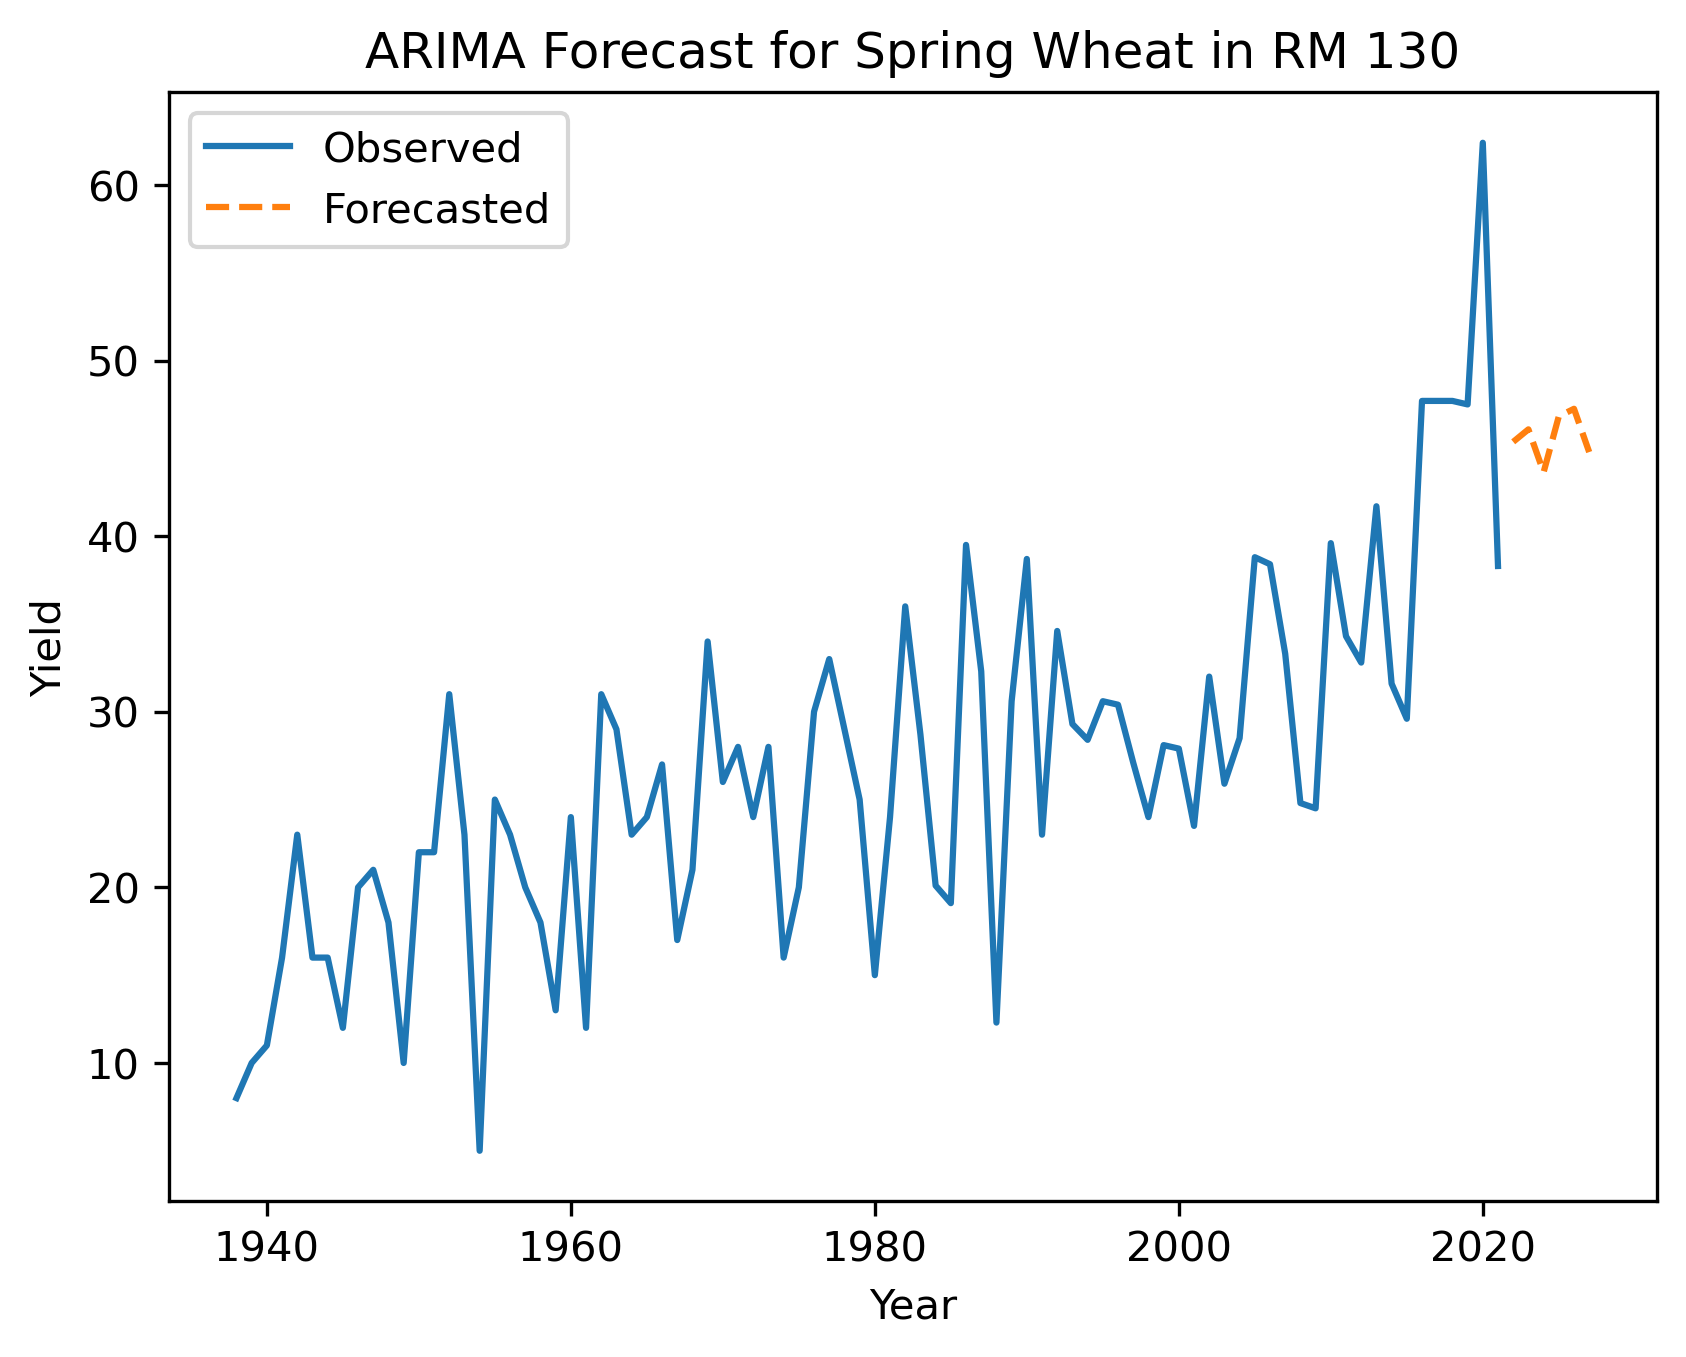 ARIMA Forecast for Spring Wheat in RM 130
Observed
Forecasted
60
50
40
30
20
10
Yield
1940 1960 1980 2000 2020
Year